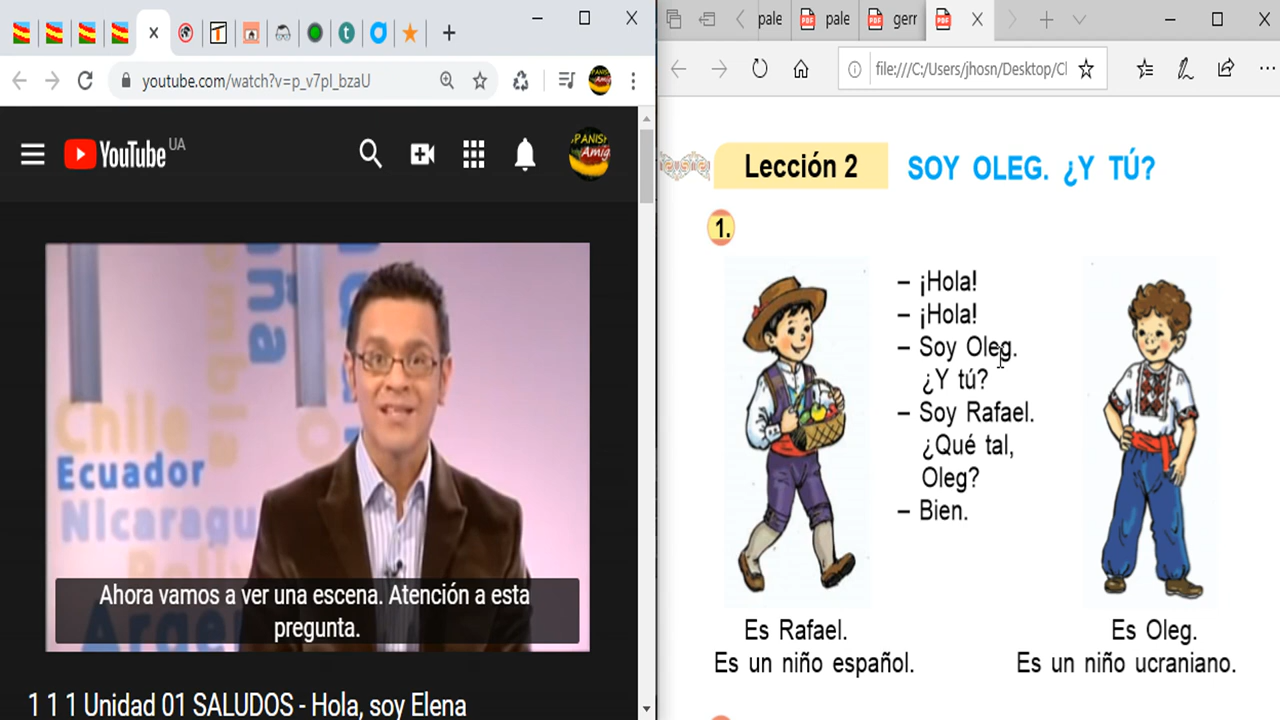 pale
pale
gerr
youtube.com/watch?v=p_v7pI_bzaU
file:///C:/Users/jhosn/Desktop/Cl
YouTube UA
SPANISH
Amig
Chile
Ecuador
Nicaragu
Ahora vamos a ver una escena. Atención a esta
pregunta.
1 1 1 Unidad 01 SALUDOS - Hola, soy Elena
Lección 2
SOY OLEG. ¿Y TÚ?
1.
– ¡Hola!
– ¡Hola!
– Soy Oleg.
¿Y tú?
– Soy Rafael.
¿Qué tal,
Oleg?
– Bien.
Es Rafael.
Es un niño español.
Es Oleg.
Es un niño ucraniano.